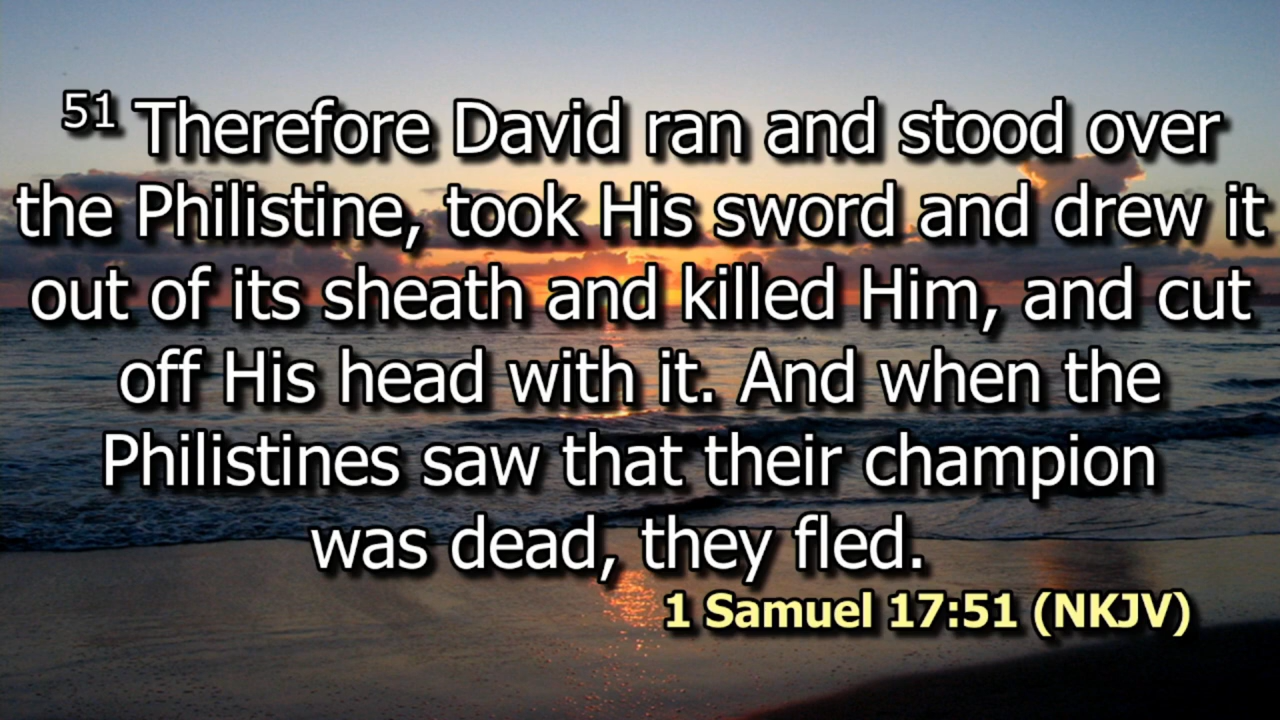 51 Therefore David ran and stood over
the Philistine, took His sword and drew it
out of its sheath and killed Him, and cut
off His head with it. And when the
Philistines saw that their champion
was dead, they fled.
1 Samuel 17:51 (NKJV)